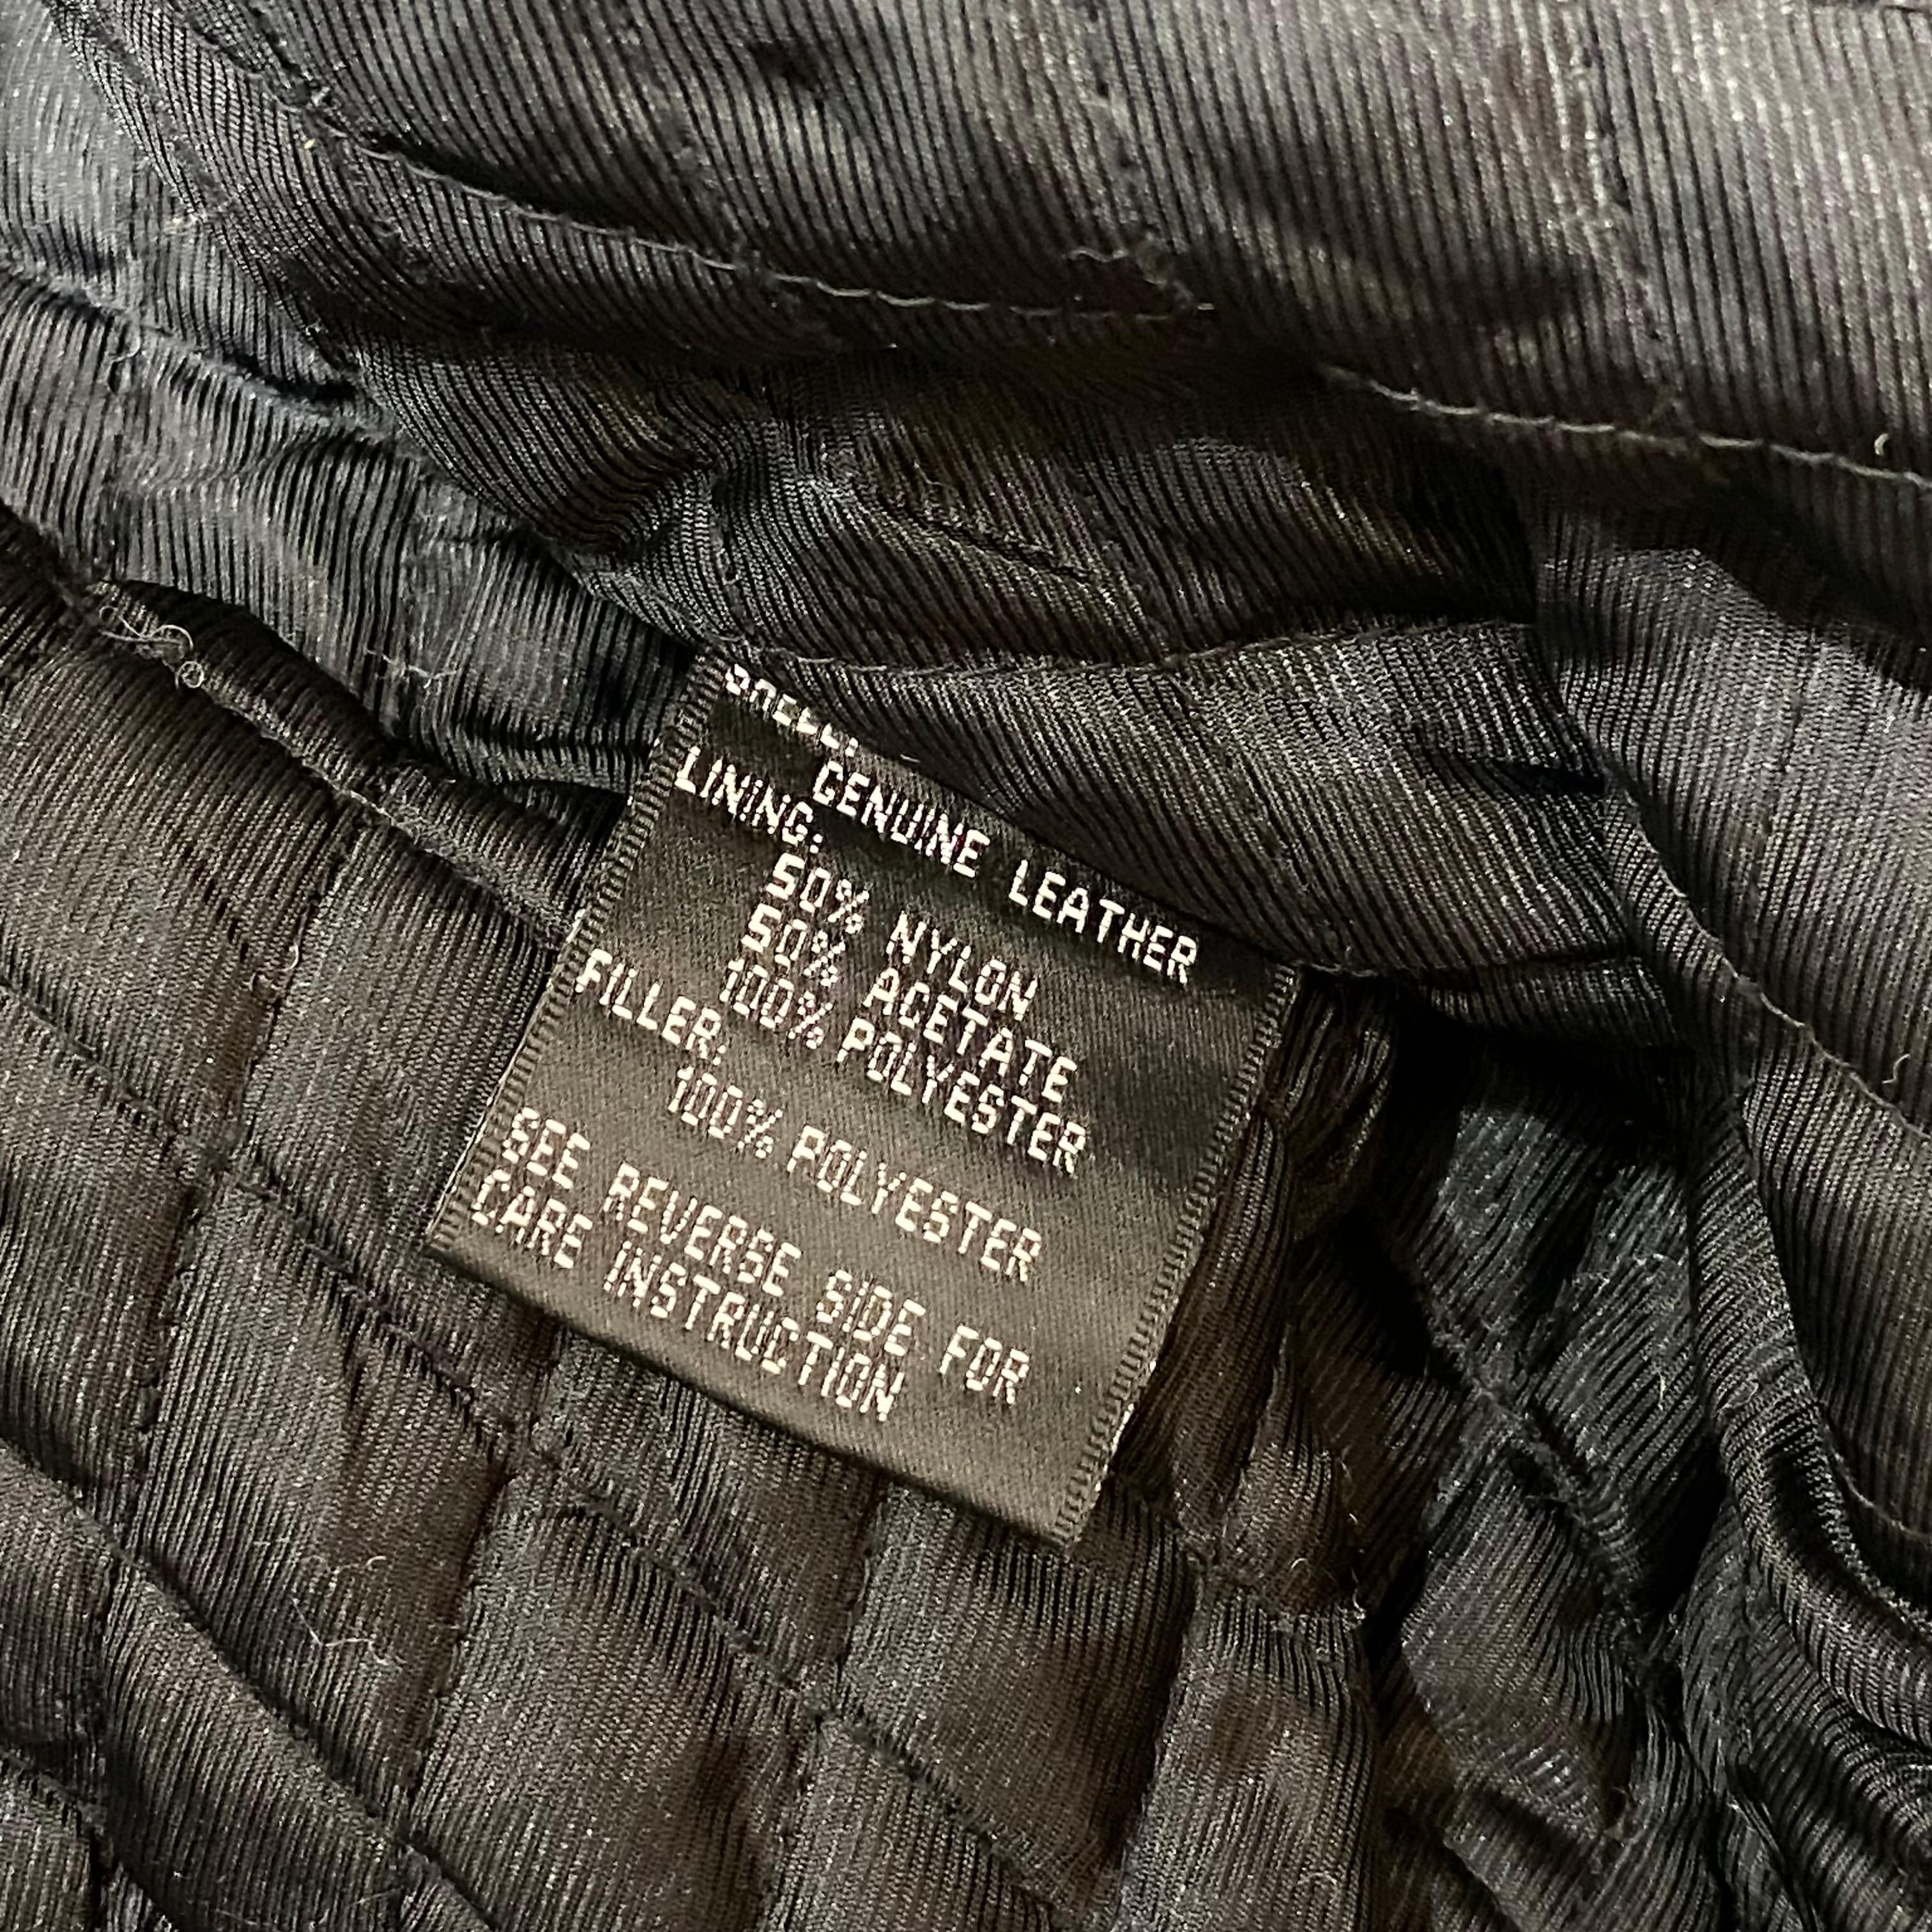 GENUINE LEATHER
LINING:
50% NYLON
50% ACETATE
100% POLYESTER
FILLER:
100% POLYESTER
SEE REVERSE SIDE FOR
CARE INSTRUCTION